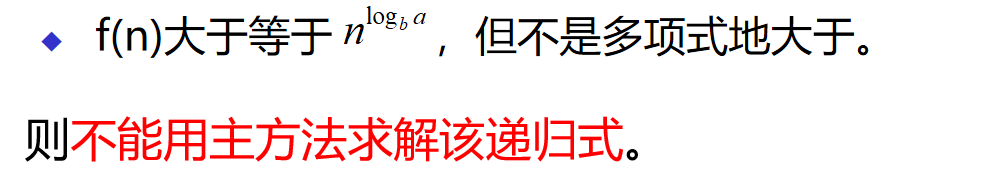 ◆ f(n)大于等于 $n^{\log_b a}$ ，但不是多项式地大于。
则不能用主方法求解该递归式。